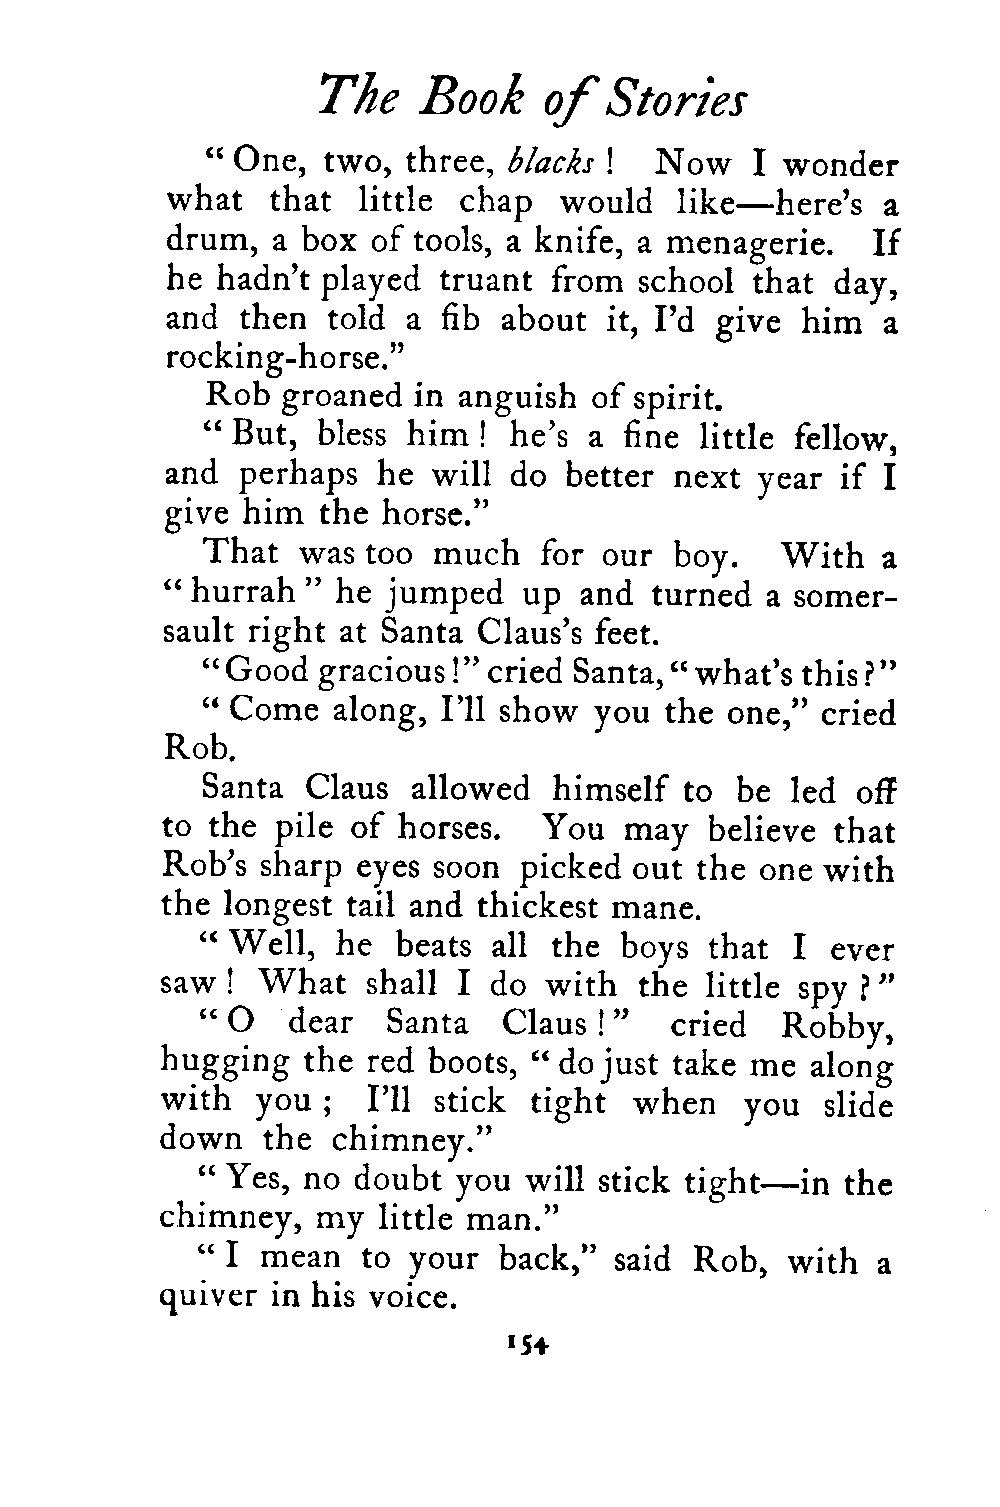 The Book of Stories
“ One, two, three, blacks ! Now I wonder
what that little chap would like—here’s a
drum, a box of tools, a knife, a menagerie. If
he hadn’t played truant from school that day,
and then told a fib about it, I’d give him a
rocking-horse.”
Rob groaned in anguish of spirit.
“ But, bless him ! he’s a fine little fellow,
and perhaps he will do better next year if I
give him the horse.”
That was too much for our boy. With a
“ hurrah ” he jumped up and turned a somer-
sault right at Santa Claus’s feet.
“Good gracious!” cried Santa, “ what’s this?”
“ Come along, I’ll show you the one,” cried
Rob.
Santa Claus allowed himself to be led off
to the pile of horses. You may believe that
Rob’s sharp eyes soon picked out the one with
the longest tail and thickest mane.
“ Well, he beats all the boys that I ever
saw ! What shall I do with the little spy ?”
“ O dear Santa Claus !” cried Robby,
hugging the red boots, “ do just take me along
with you ; I’ll stick tight when you slide
down the chimney.”
“ Yes, no doubt you will stick tight—in the
chimney, my little man.”
“ I mean to your back,” said Rob, with a
quiver in his voice.
154